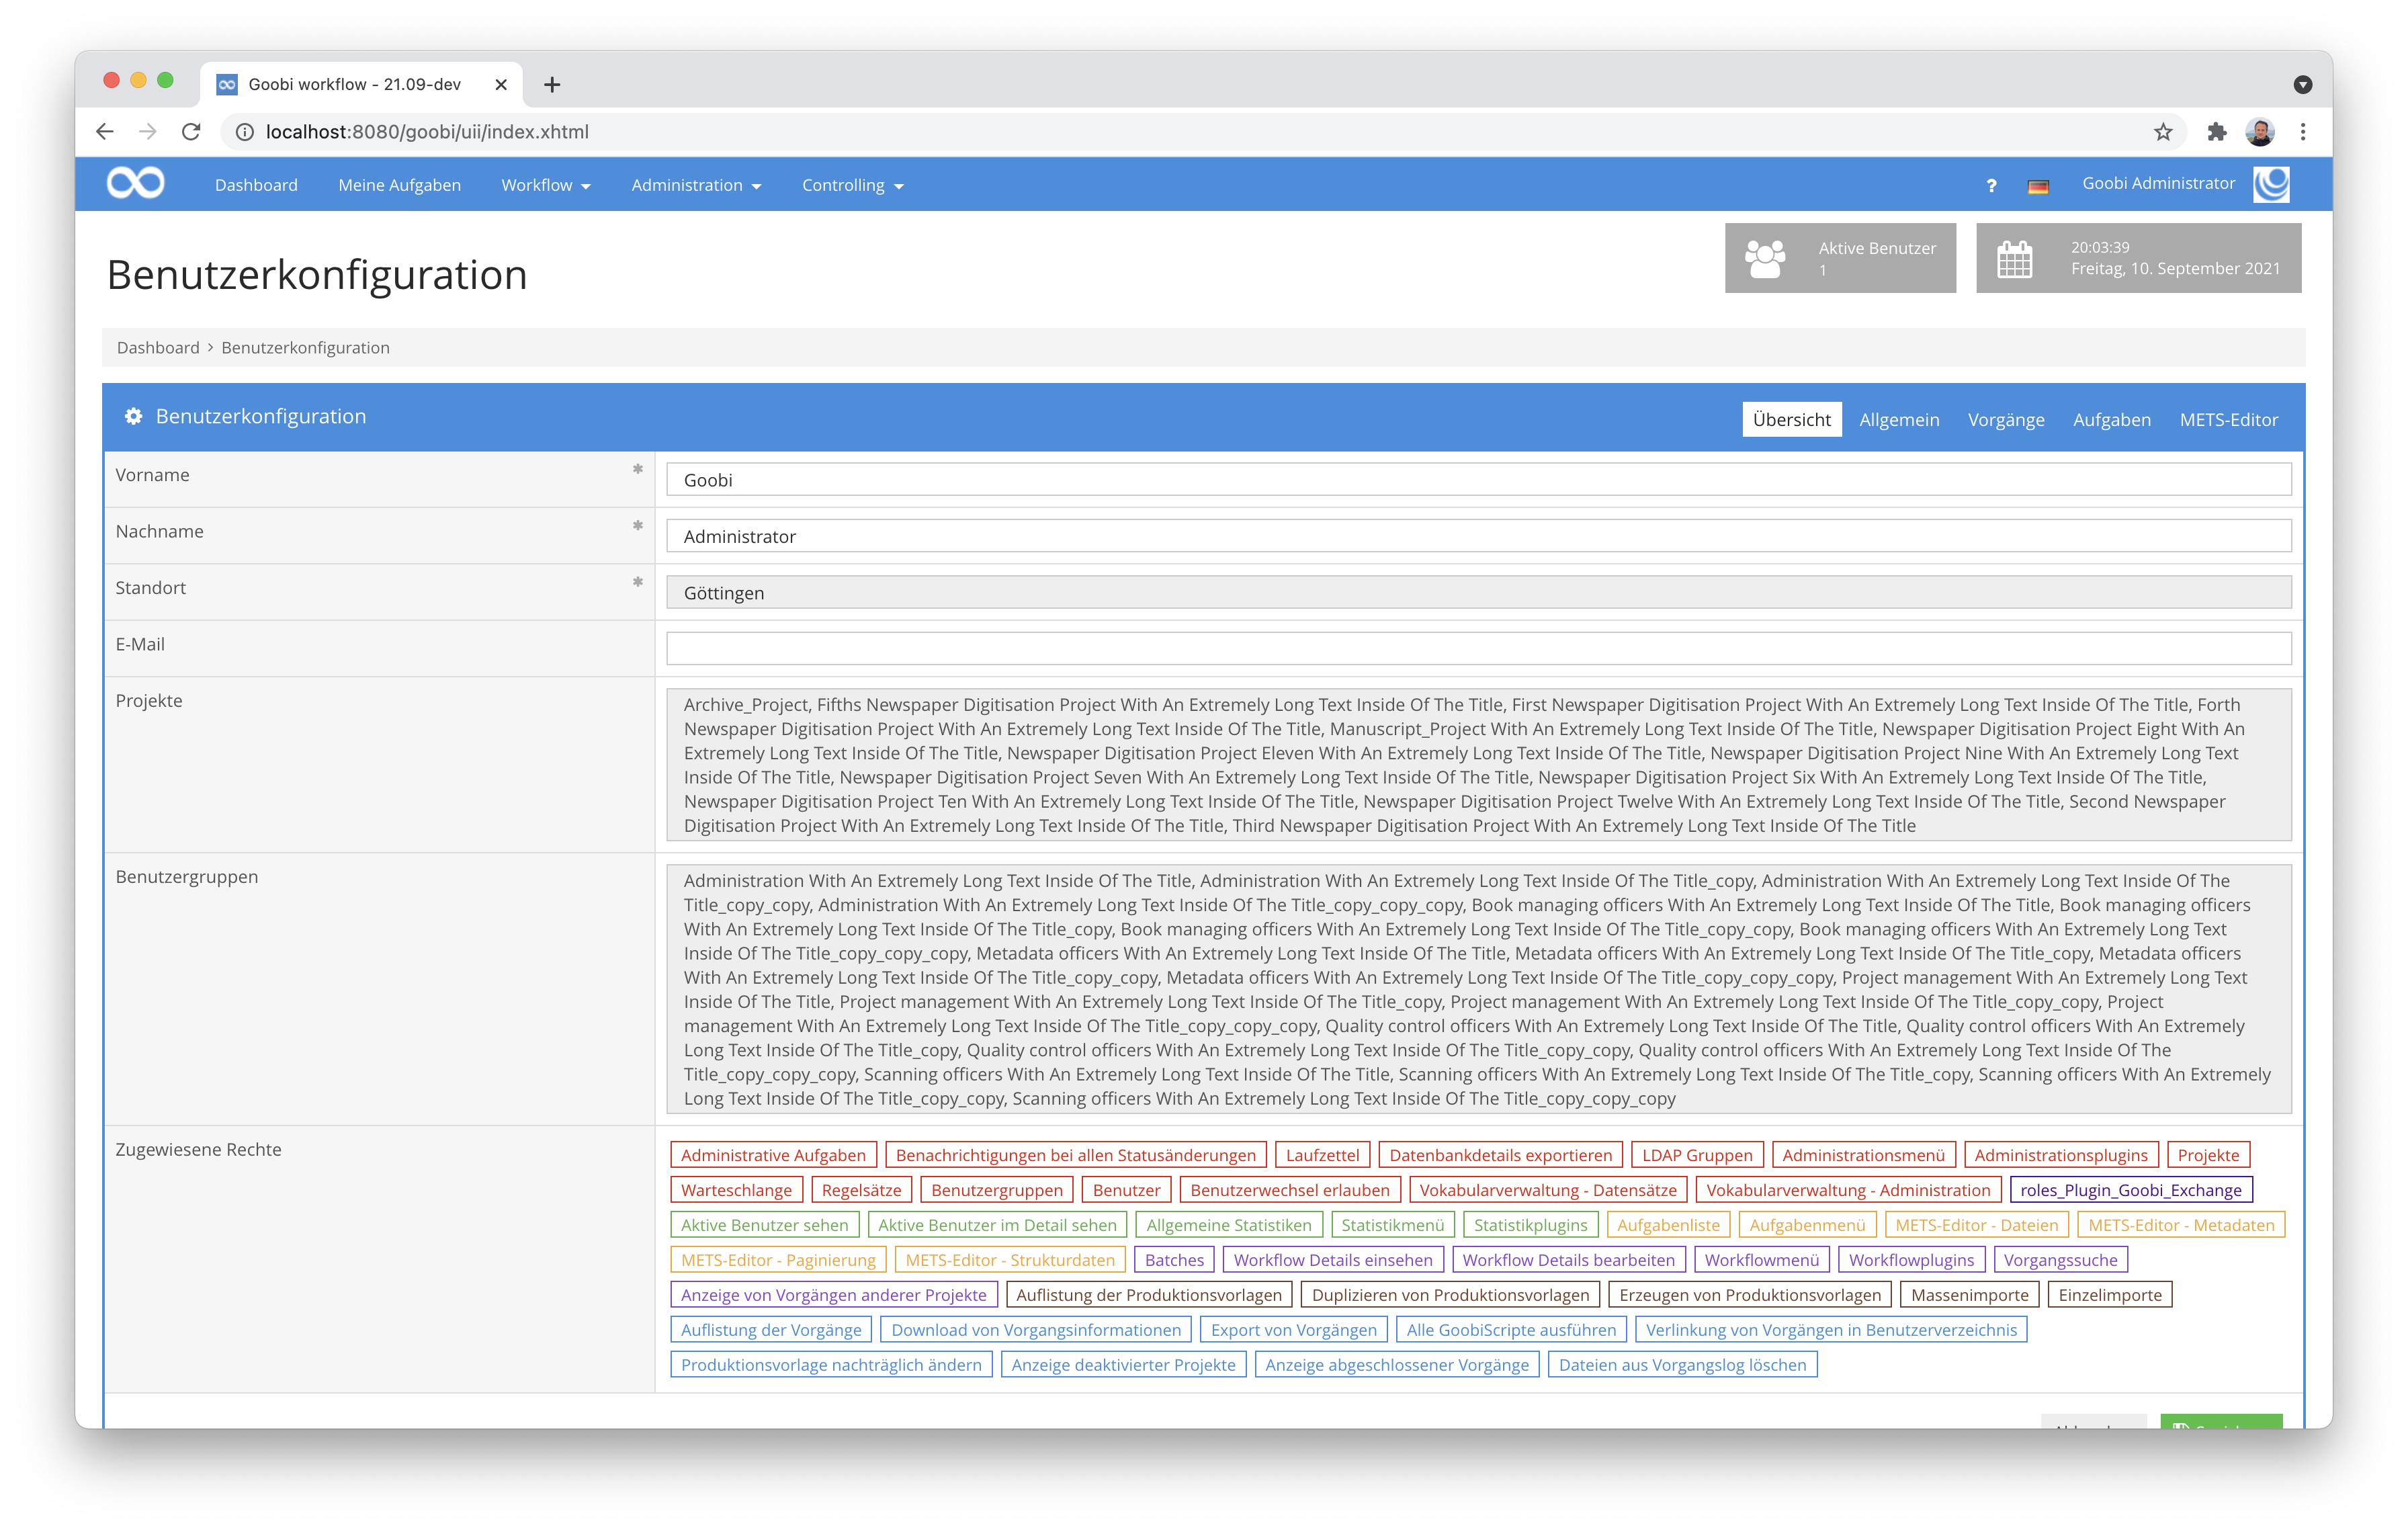 Goobi workflow - 21.09-dev
localhost:8080/goobi/uii/index.xhtml
Dashboard Meine Aufgaben Workflow Administration Controlling ? Goobi Administrator
Benutzerkonfiguration
Aktive Benutzer
1
20:03:39
Freitag, 10. September 2021
Dashboard > Benutzerkonfiguration
Benutzerkonfiguration Übersicht Allgemein Vorgänge Aufgaben METS-Editor
Vorname * Goobi
Nachname * Administrator
Standort * Göttingen
E-Mail
Projekte
Archive_Project, Fifths Newspaper Digitisation Project With An Extremely Long Text Inside Of The Title, First Newspaper Digitisation Project With An Extremely Long Text Inside Of The Title, Forth
Newspaper Digitisation Project With An Extremely Long Text Inside Of The Title, Manuscript_Project With An Extremely Long Text Inside Of The Title, Newspaper Digitisation Project Eight With An
Extremely Long Text Inside Of The Title, Newspaper Digitisation Project Eleven With An Extremely Long Text Inside Of The Title, Newspaper Digitisation Project Nine With An Extremely Long Text
Inside Of The Title, Newspaper Digitisation Project Seven With An Extremely Long Text Inside Of The Title, Newspaper Digitisation Project Six With An Extremely Long Text Inside Of The Title,
Newspaper Digitisation Project Ten With An Extremely Long Text Inside Of The Title, Newspaper Digitisation Project Twelve With An Extremely Long Text Inside Of The Title, Second Newspaper
Digitisation Project With An Extremely Long Text Inside Of The Title, Third Newspaper Digitisation Project With An Extremely Long Text Inside Of The Title
Benutzergruppen
Administration With An Extremely Long Text Inside Of The Title, Administration With An Extremely Long Text Inside Of The Title_copy, Administration With An Extremely Long Text Inside Of The
Title_copy_copy, Administration With An Extremely Long Text Inside Of The Title_copy_copy_copy, Book managing officers With An Extremely Long Text Inside Of The Title, Book managing officers
With An Extremely Long Text Inside Of The Title_copy, Book managing officers With An Extremely Long Text Inside Of The Title_copy_copy, Book managing officers With An Extremely Long Text
Inside Of The Title_copy_copy_copy, Metadata officers With An Extremely Long Text Inside Of The Title, Metadata officers With An Extremely Long Text Inside Of The Title_copy, Metadata officers
With An Extremely Long Text Inside Of The Title_copy_copy, Metadata officers With An Extremely Long Text Inside Of The Title_copy_copy_copy, Project management With An Extremely Long Text
Inside Of The Title, Project management With An Extremely Long Text Inside Of The Title_copy, Project management With An Extremely Long Text Inside Of The Title_copy_copy, Project
management With An Extremely Long Text Inside Of The Title_copy_copy_copy, Quality control officers With An Extremely Long Text Inside Of The Title, Quality control officers With An Extremely
Long Text Inside Of The Title_copy, Quality control officers With An Extremely Long Text Inside Of The Title_copy_copy, Quality control officers With An Extremely Long Text Inside Of The
Title_copy_copy_copy, Scanning officers With An Extremely Long Text Inside Of The Title, Scanning officers With An Extremely Long Text Inside Of The Title_copy, Scanning officers With An Extremely
Long Text Inside Of The Title_copy_copy, Scanning officers With An Extremely Long Text Inside Of The Title_copy_copy_copy
Zugewiesene Rechte
Administrative Aufgaben Benachrichtigungen bei allen Statusänderungen Laufzettel Datenbankdetails exportieren LDAP Gruppen Administrationsmenü Administrationsplugins Projekte
Warteschlange Regelsätze Benutzergruppen Benutzer Benutzerwechsel erlauben Vokabularverwaltung - Datensätze Vokabularverwaltung - Administration roles_Plugin_Goobi_Exchange
Aktive Benutzer sehen Aktive Benutzer im Detail sehen Allgemeine Statistiken Statistikmenü Statistikplugins Aufgabenliste Aufgabenmenü METS-Editor - Dateien METS-Editor - Metadaten
METS-Editor - Paginierung METS-Editor - Strukturdaten Batches Workflow Details einsehen Workflow Details bearbeiten Workflowmenü Workflowplugins Vorgangssuche
Anzeige von Vorgängen anderer Projekte Auflistung der Produktionsvorlagen Duplizieren von Produktionsvorlagen Erzeugen von Produktionsvorlagen Massenimporte Einzelimporte
Auflistung der Vorgänge Download von Vorgangsinformationen Export von Vorgängen Alle GoobiScripte ausführen Verlinkung von Vorgängen in Benutzerverzeichnis
Produktionsvorlage nachträglich ändern Anzeige deaktivierter Projekte Anzeige abgeschlossener Vorgänge Dateien aus Vorgangslog löschen